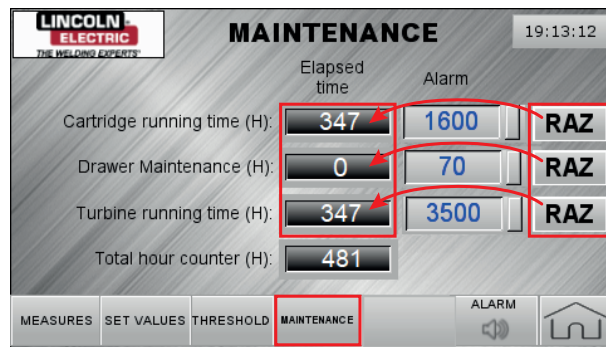 LINCOLN
ELECTRIC
THE WELDING EXPERTS
MAINTENANCE
19:13:12
Elapsed
time
Alarm
Cartridge running time (H): 347 1600 RAZ
Drawer Maintenance (H): 0 70 RAZ
Turbine running time (H): 347 3500 RAZ
Total hour counter (H): 481
MEASURES SET VALUES THRESHOLD MAINTENANCE ALARM